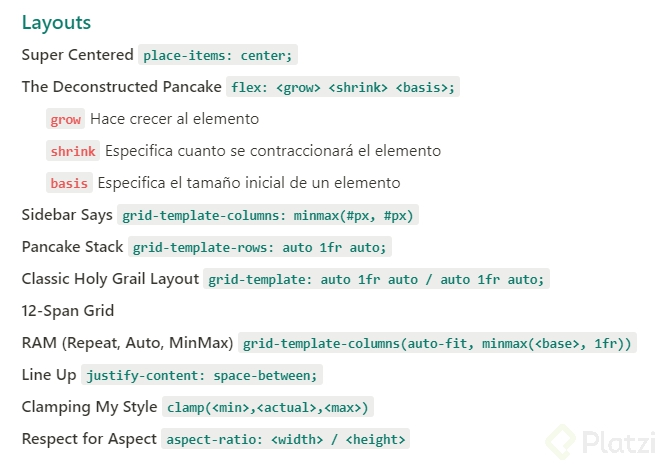 Layouts
Super Centered place-items: center;
The Deconstructed Pancake flex: <grow> <shrink> <basis>;
grow Hace crecer al elemento
shrink Especifica cuanto se contraccionará el elemento
basis Especifica el tamaño inicial de un elemento
Sidebar Says grid-template-columns: minmax(#px, #px)
Pancake Stack grid-template-rows: auto 1fr auto;
Classic Holy Grail Layout grid-template: auto 1fr auto / auto 1fr auto;
12-Span Grid
RAM (Repeat, Auto, MinMax) grid-template-columns(auto-fit, minmax(<base>, 1fr))
Line Up justify-content: space-between;
Clamping My Style clamp(<min>,<actual>,<max>)
Respect for Aspect aspect-ratio: <width> / <height>
Platzi